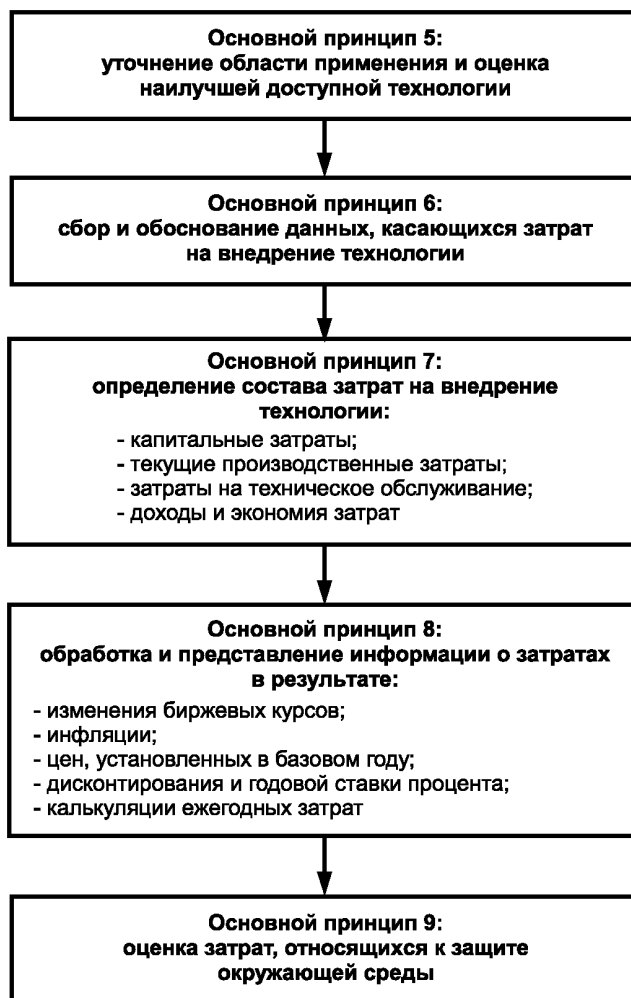 Основной принцип 5:
уточнение области применения и оценка
наилучшей доступной технологии
Основной принцип 6:
сбор и обоснование данных, касающихся затрат
на внедрение технологии
Основной принцип 7:
определение состава затрат на внедрение
технологии:
- капитальные затраты;
- текущие производственные затраты;
- затраты на техническое обслуживание;
- доходы и экономия затрат
Основной принцип 8:
обработка и представление информации о затратах
в результате:
- изменения биржевых курсов;
- инфляции;
- цен, установленных в базовом году;
- дисконтирования и годовой ставки процента;
- калькуляции ежегодных затрат
Основной принцип 9:
оценка затрат, относящихся к защите
окружающей среды